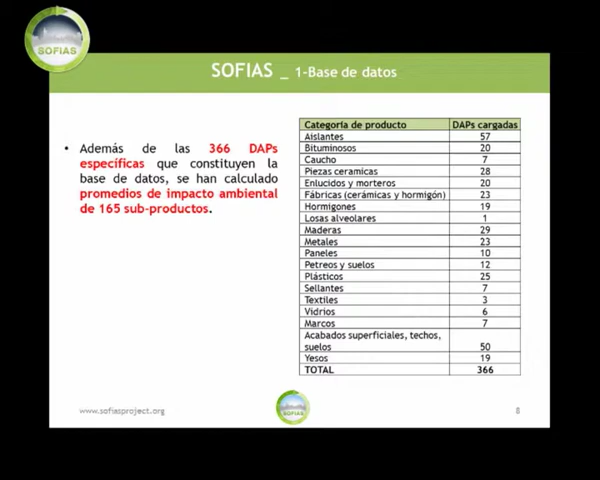 SOFIAS
SOFIAS _ 1-Base de datos
• Además de las 366 DAPs
específicas que constituyen la
base de datos, se han calculado
promedios de impacto ambiental
de 165 sub-productos.
Categoría de producto DAPs cargadas
Aislantes 57
Bituminosos 20
Caucho 7
Piezas ceramicas 28
Enlucidos y morteros 20
Fábricas (cerámicas y hormigón) 23
Hormigones 19
Losas alveolares 1
Maderas 29
Metales 23
Paneles 10
Petreos y suelos 12
Plásticos 25
Sellantes 7
Textiles 3
Vidrios 6
Marcos 7
Acabados superficiales, techos,
suelos 50
Yesos 19
TOTAL 366
www.sofiasproject.org
SOFIAS
8